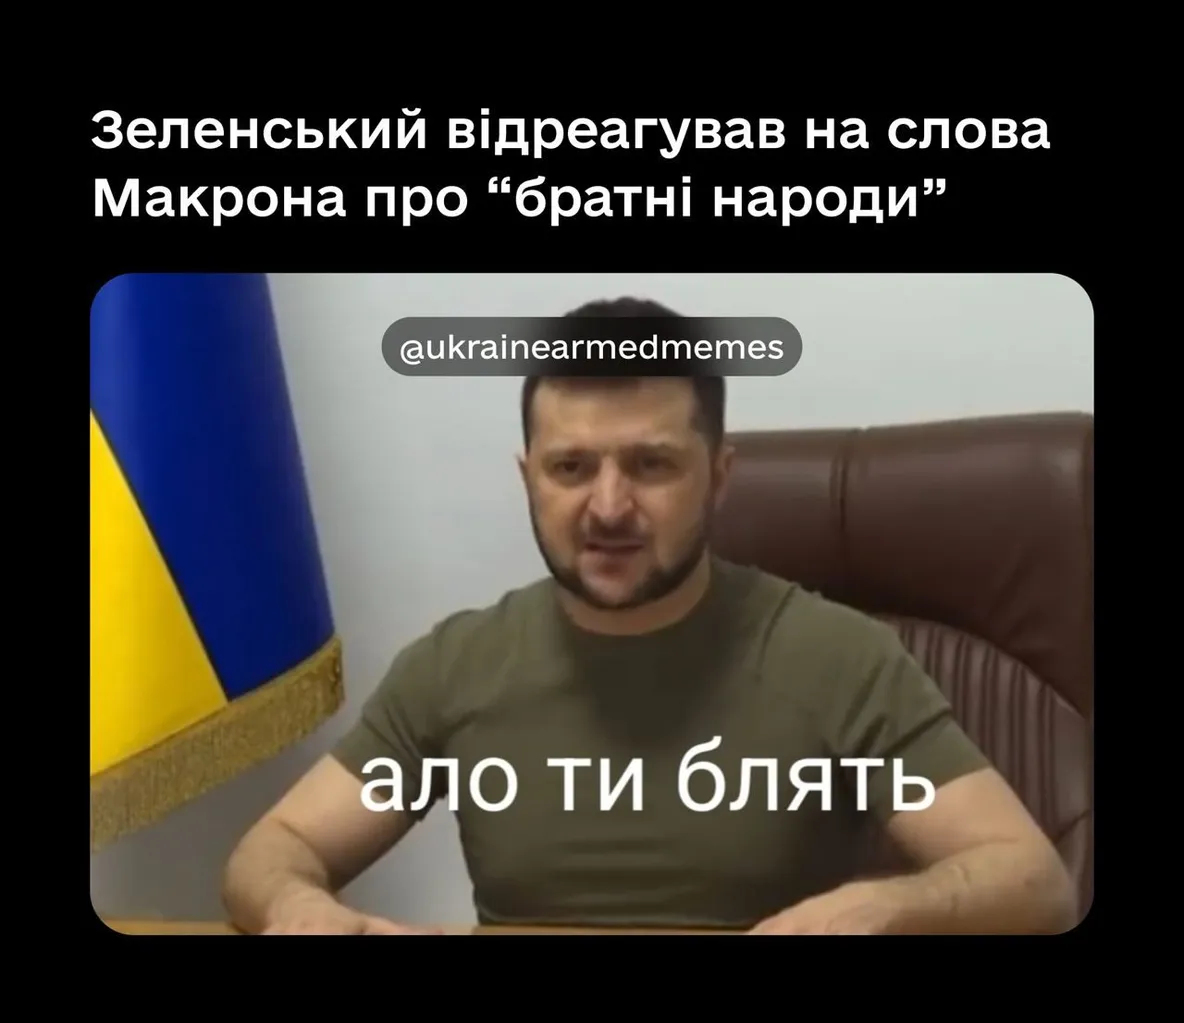 Зеленський відреагував на слова
Макрона про “братні народи”
@ukrainearmedmemes
ало ти блять